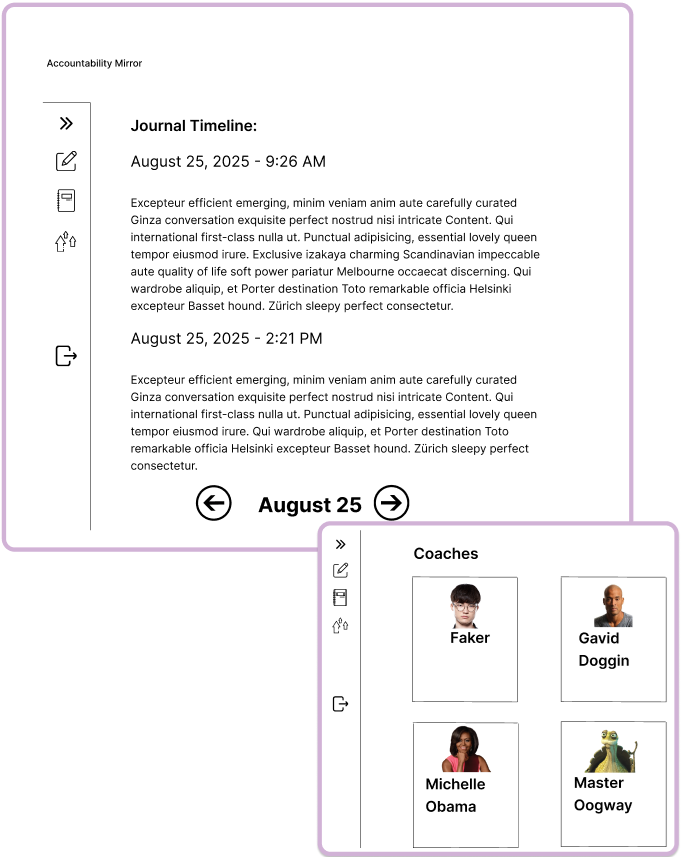 Accountability Mirror
Journal Timeline:
August 25, 2025 - 9:26 AM
Excepteur efficient emerging, minim veniam anim aute carefully curated
Ginza conversation exquisite perfect nostrud nisi intricate Content. Qui
international first-class nulla ut. Punctual adipisicing, essential lovely queen
tempor eiusmod irure. Exclusive izakaya charming Scandinavian impeccable
aute quality of life soft power pariatur Melbourne occaecat discerning. Qui
wardrobe aliquip, et Porter destination Toto remarkable officia Helsinki
excepteur Basset hound. Zürich sleepy perfect consectetur.
August 25, 2025 - 2:21 PM
Excepteur efficient emerging, minim veniam anim aute carefully curated
Ginza conversation exquisite perfect nostrud nisi intricate Content. Qui
international first-class nulla ut. Punctual adipisicing, essential lovely queen
tempor eiusmod irure. Qui wardrobe aliquip, et Porter destination Toto
remarkable officia Helsinki excepteur Basset hound. Zürich sleepy perfect
consectetur.
August 25
Coaches
Faker
Gavid
Doggin
Michelle
Obama
Master
Oogway